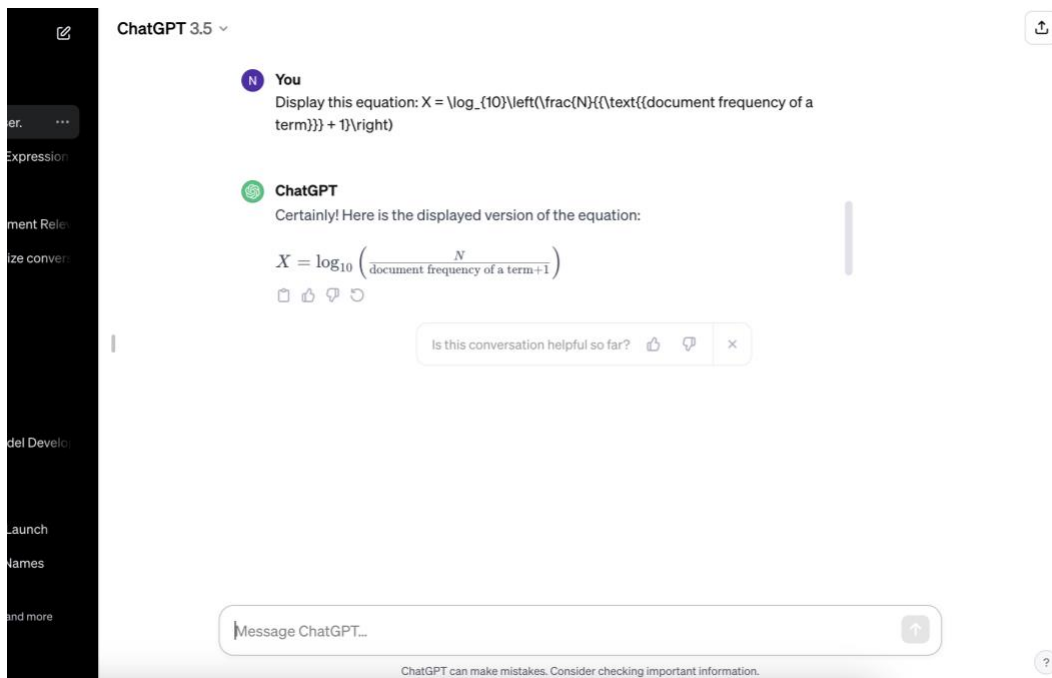 ChatGPT 3.5
er. ...
Expression
ment Rele
ize convers
del Develo
Launch
Names
and more
N You
Display this equation: X = \log_{10}\left(\frac{N}{{\text{{document frequency of a
term}}} + 1}\right)
ChatGPT
Certainly! Here is the displayed version of the equation:
X = log10 ( N / document frequency of a term+1 )
Is this conversation helpful so far?
Message ChatGPT...
ChatGPT can make mistakes. Consider checking important information.
?